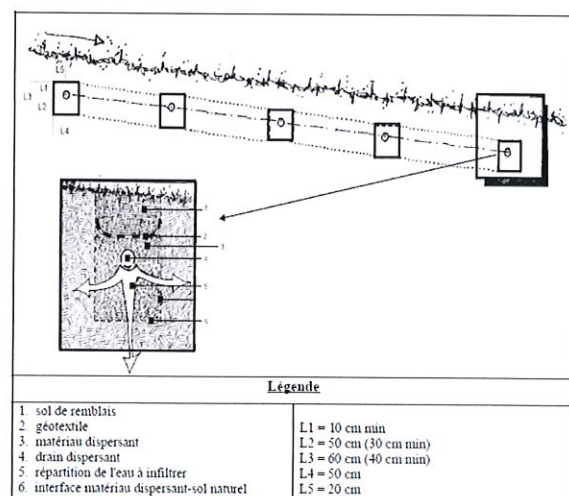 L5
L1
L3
L2
L4
1
2
3
4
5
6
Légende
1. sol de remblais
2. géotextile
3. matériau dispersant
4. drain dispersant
5. répartition de l'eau à infiltrer
6. interface matériau dispersant-sol naturel
L1 = 10 cm min
L2 = 50 cm (30 cm min)
L3 = 60 cm (40 cm min)
L4 = 50 cm
L5 = 20 cm